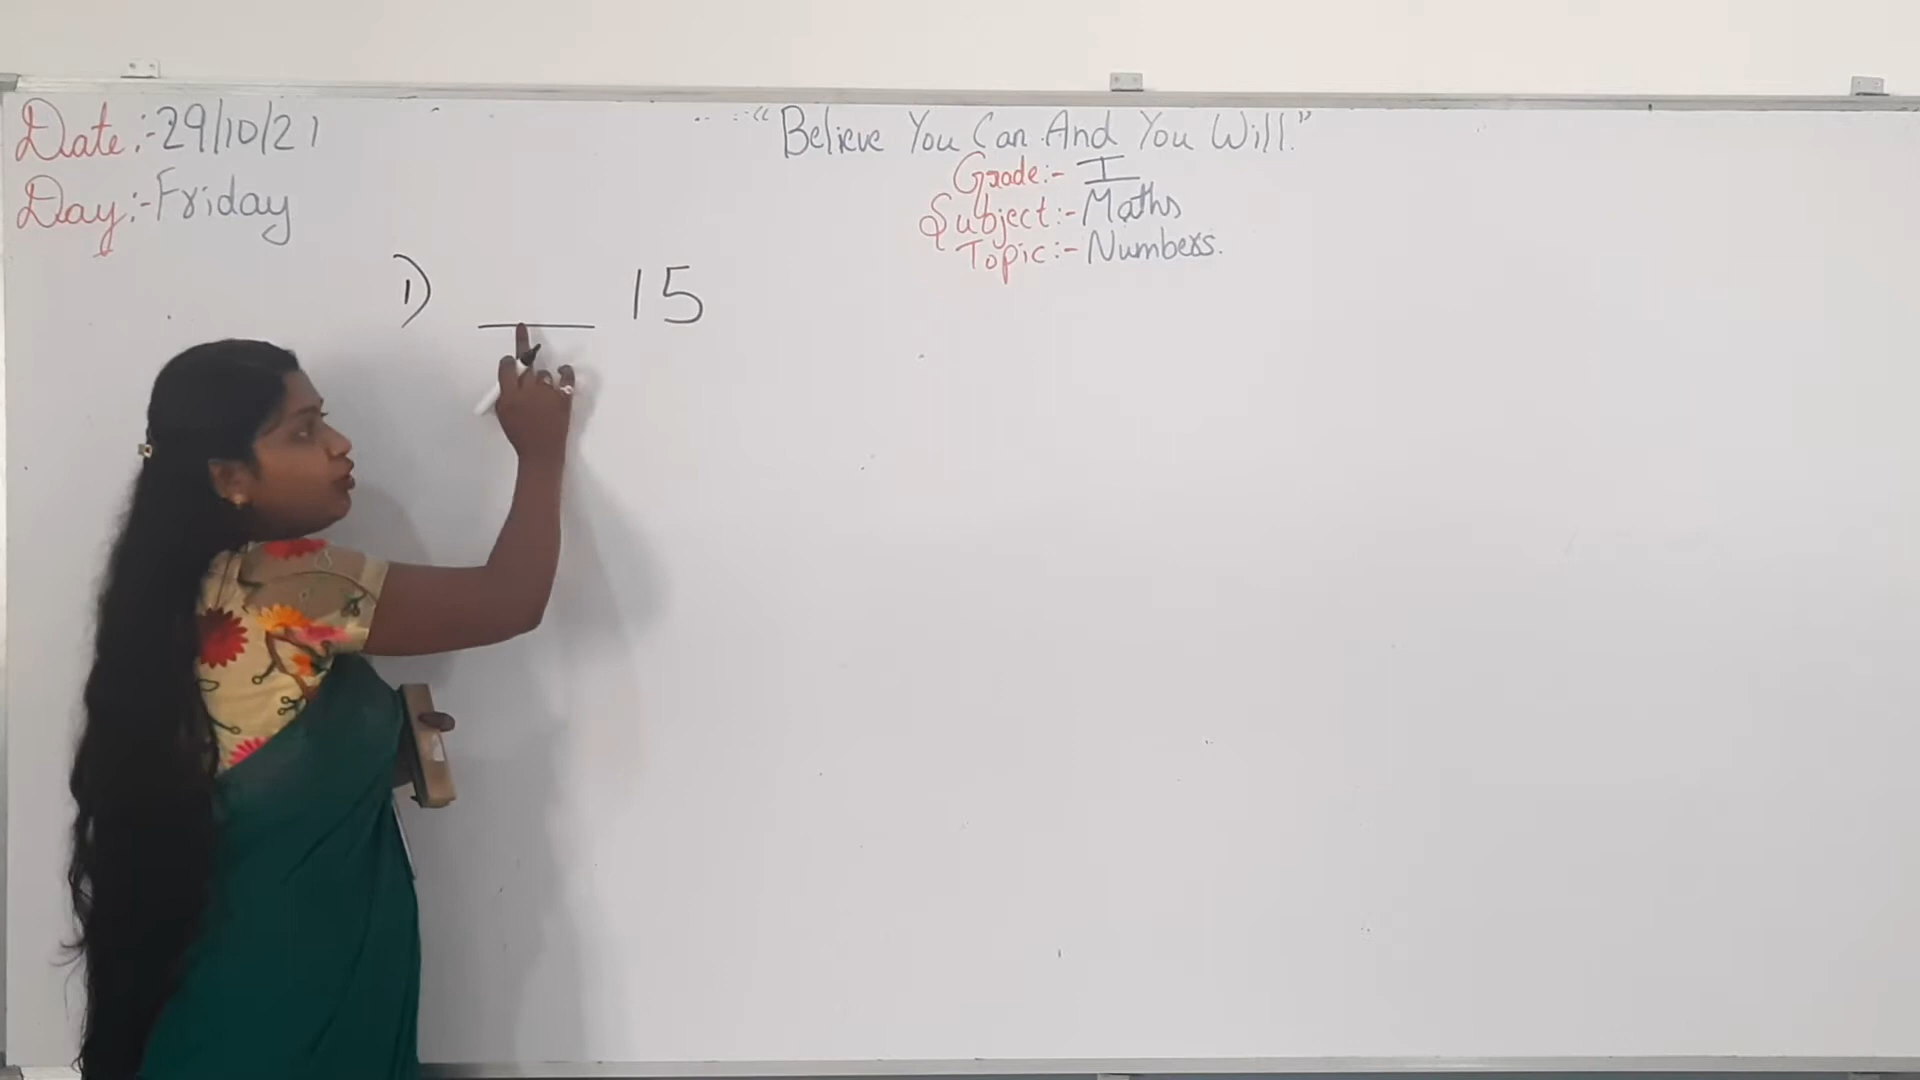 Date:-29/10/21
Day:-Friday
"Believe You Can And You Will."
Grade:- I
Subject:- Maths
Topic:- Numbers.
1) ___ 15